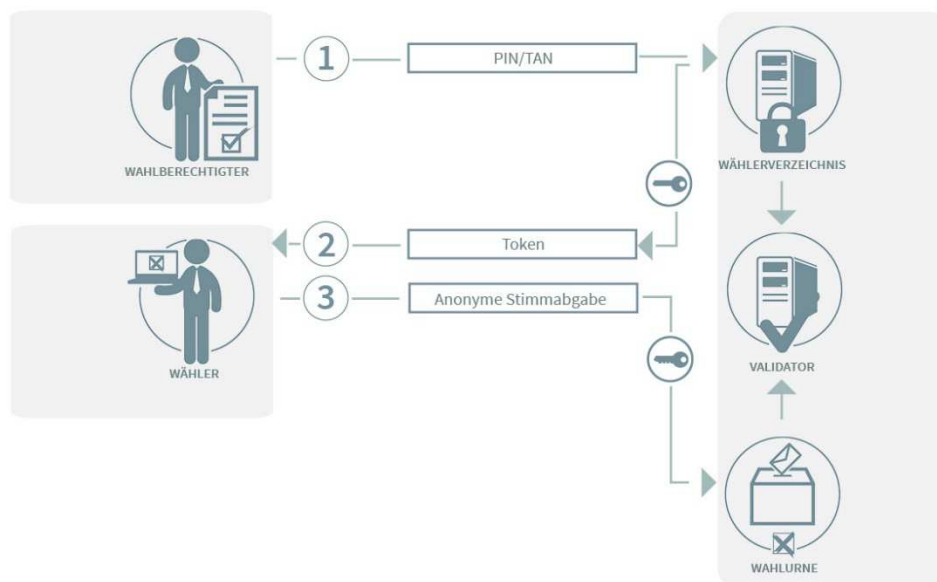 1
PIN/TAN
WAHLBERECHTIGTER
WÄHLERVERZEICHNIS
2
Token
3
Anonyme Stimmabgabe
WÄHLER
VALIDATOR
WAHLURNE